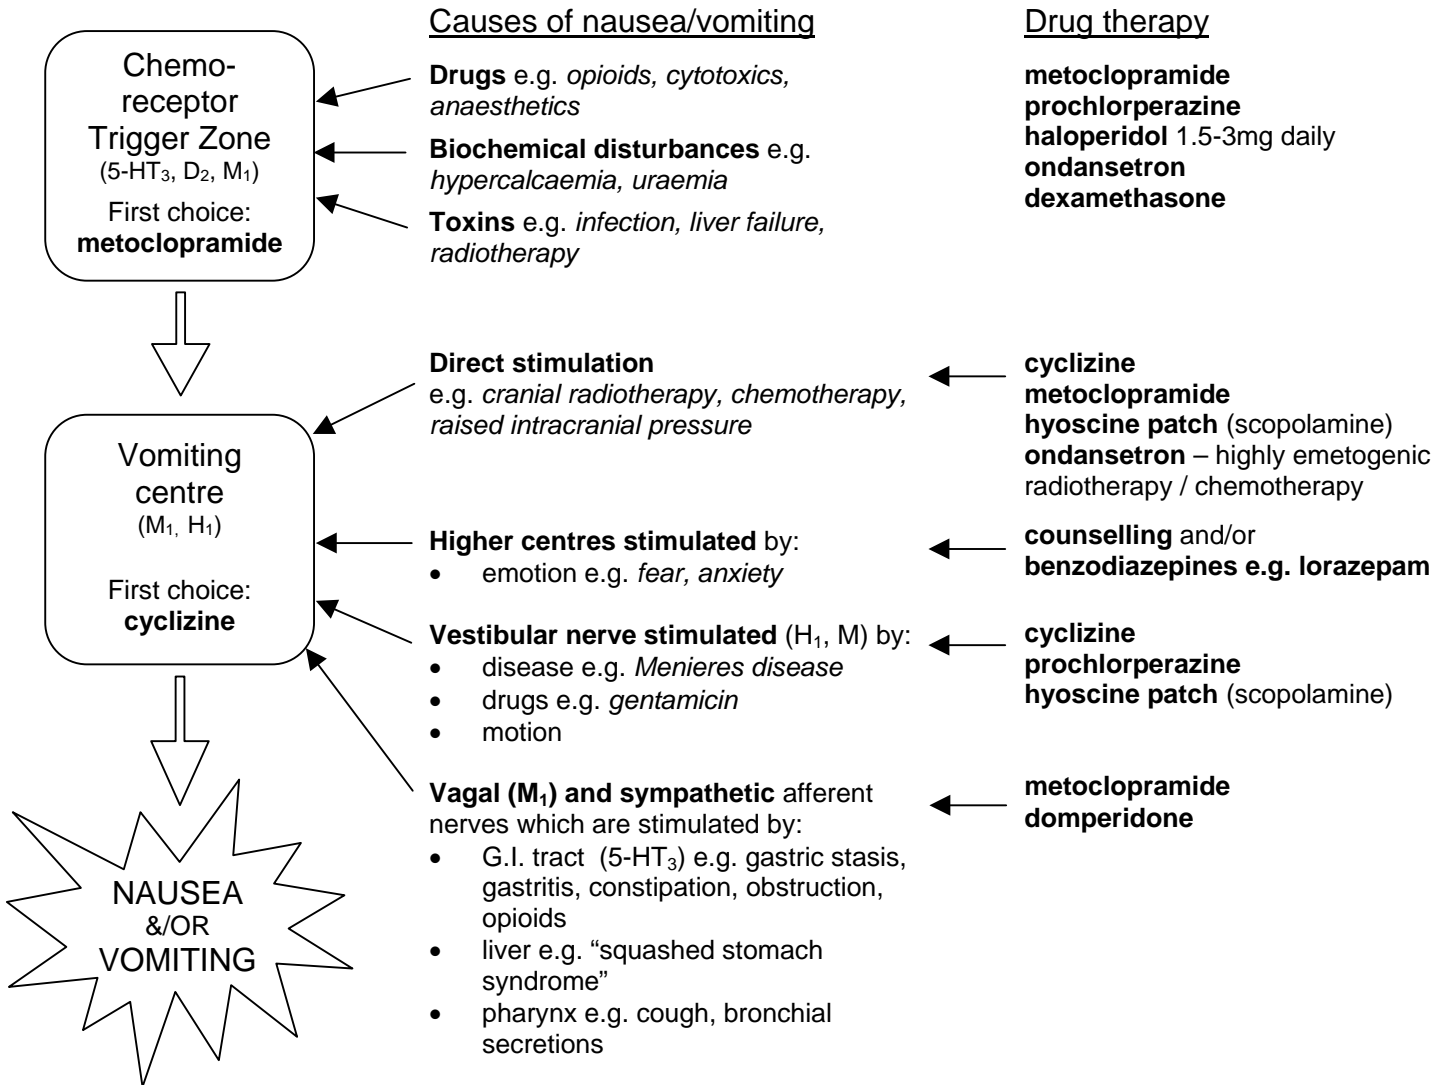 Causes of nausea/vomiting
Drug therapy
Chemo-
receptor
Trigger Zone
(5-HT₃, D₂, M₁)
First choice:
metoclopramide
Drugs e.g. opioids, cytotoxics,
anaesthetics
Biochemical disturbances e.g.
hypercalcaemia, uraemia
Toxins e.g. infection, liver failure,
radiotherapy
metoclopramide
prochlorperazine
haloperidol 1.5-3mg daily
ondansetron
dexamethasone
Direct stimulation
e.g. cranial radiotherapy, chemotherapy,
raised intracranial pressure
cyclizine
metoclopramide
hyoscine patch (scopolamine)
ondansetron – highly emetogenic
radiotherapy / chemotherapy
Vomiting
centre
(M₁, H₁)
First choice:
cyclizine
Higher centres stimulated by:
• emotion e.g. fear, anxiety
counselling and/or
benzodiazepines e.g. lorazepam
Vestibular nerve stimulated (H₁, M) by:
• disease e.g. Menieres disease
• drugs e.g. gentamicin
• motion
cyclizine
prochlorperazine
hyoscine patch (scopolamine)
Vagal (M₁) and sympathetic afferent
nerves which are stimulated by:
• G.I. tract (5-HT₃) e.g. gastric stasis,
gastritis, constipation, obstruction,
opioids
• liver e.g. “squashed stomach
syndrome”
• pharynx e.g. cough, bronchial
secretions
metoclopramide
domperidone
NAUSEA
&/OR
VOMITING